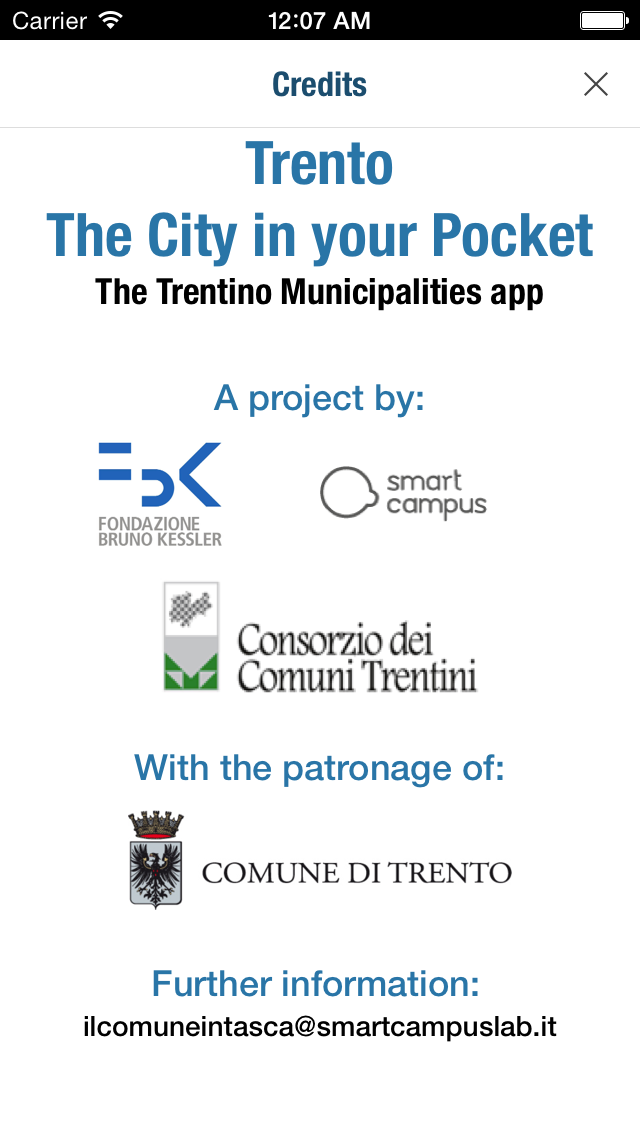 Carrier 12:07 AM
Credits
Trento
The City in your Pocket
The Trentino Municipalities app
A project by:
FBK
FONDAZIONE
BRUNO KESSLER
smart
campus
Consorzio dei
Comuni Trentini
With the patronage of:
COMUNE DI TRENTO
Further information:
ilcomuneintasca@smartcampuslab.it